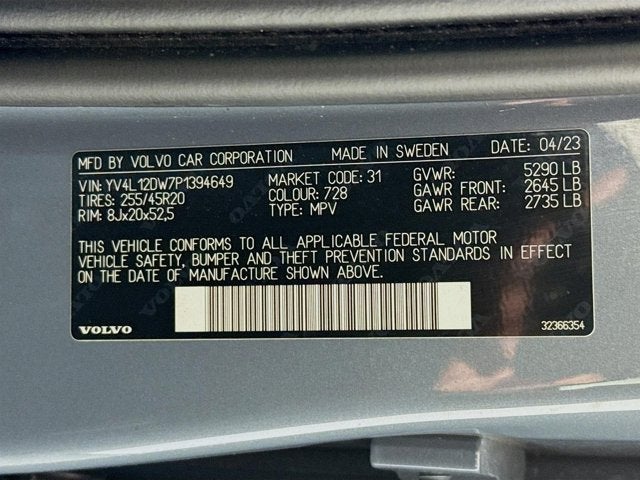 MFD BY VOLVO CAR CORPORATION MADE IN SWEDEN DATE: 04/23
VIN: YV4L12DW7P1394649 MARKET CODE: 31 GVWR: 5290 LB
TIRES: 255/45R20 COLOUR: 728 GAWR FRONT: 2645 LB
RIM: 8Jx20x52,5 TYPE: MPV GAWR REAR: 2735 LB
THIS VEHICLE CONFORMS TO ALL APPLICABLE FEDERAL MOTOR
VEHICLE SAFETY, BUMPER AND THEFT PREVENTION STANDARDS IN EFFECT
ON THE DATE OF MANUFACTURE SHOWN ABOVE.
VOLVO 32366354